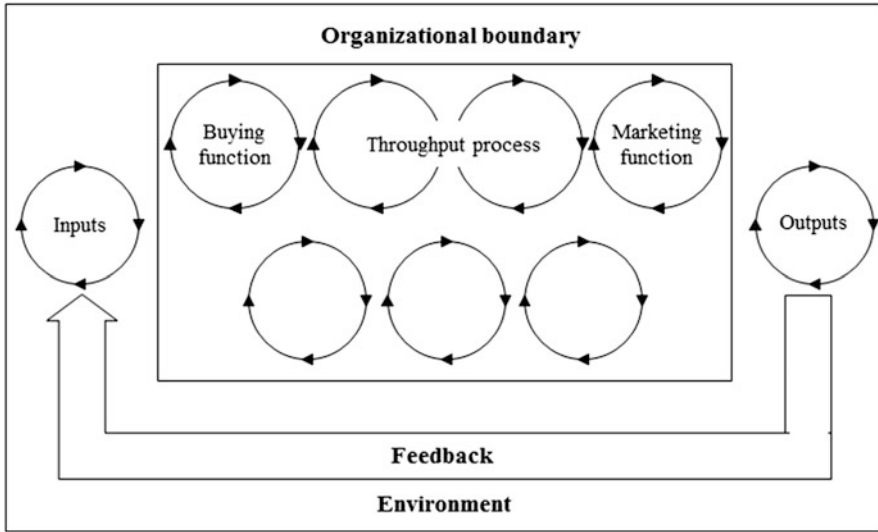 Organizational boundary
Buying
function
Throughput process
Marketing
function
Inputs
Outputs
Feedback
Environment